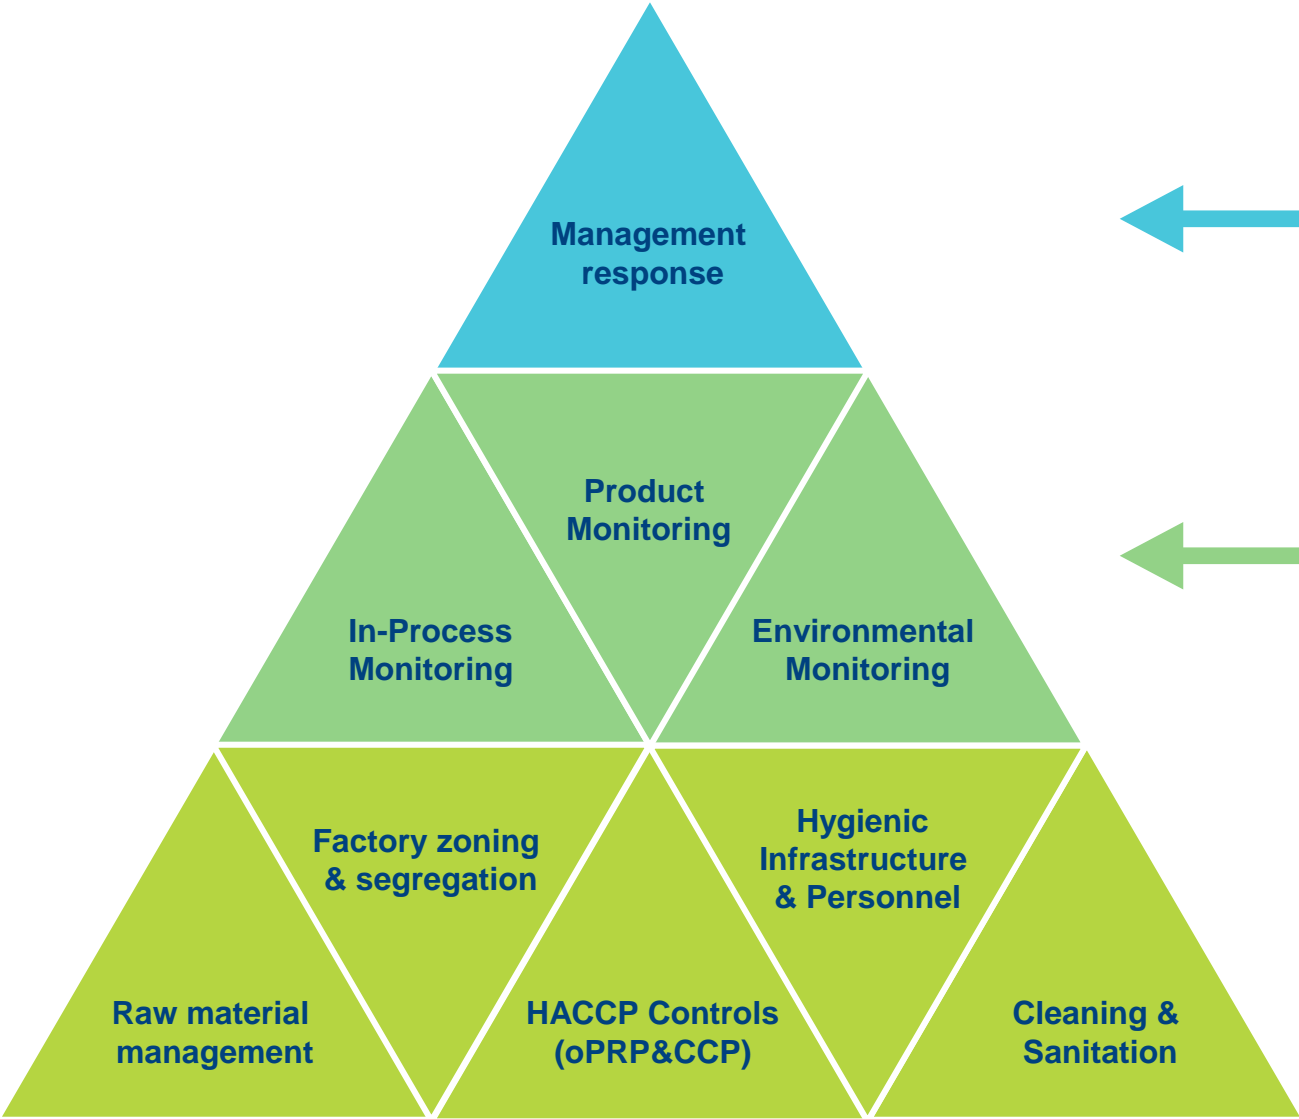 Management
response
Product
Monitoring
In-Process
Monitoring
Environmental
Monitoring
Factory zoning
& segregation
Hygienic
Infrastructure
& Personnel
Raw material
management
HACCP Controls
(oPRP&CCP)
Cleaning &
Sanitation